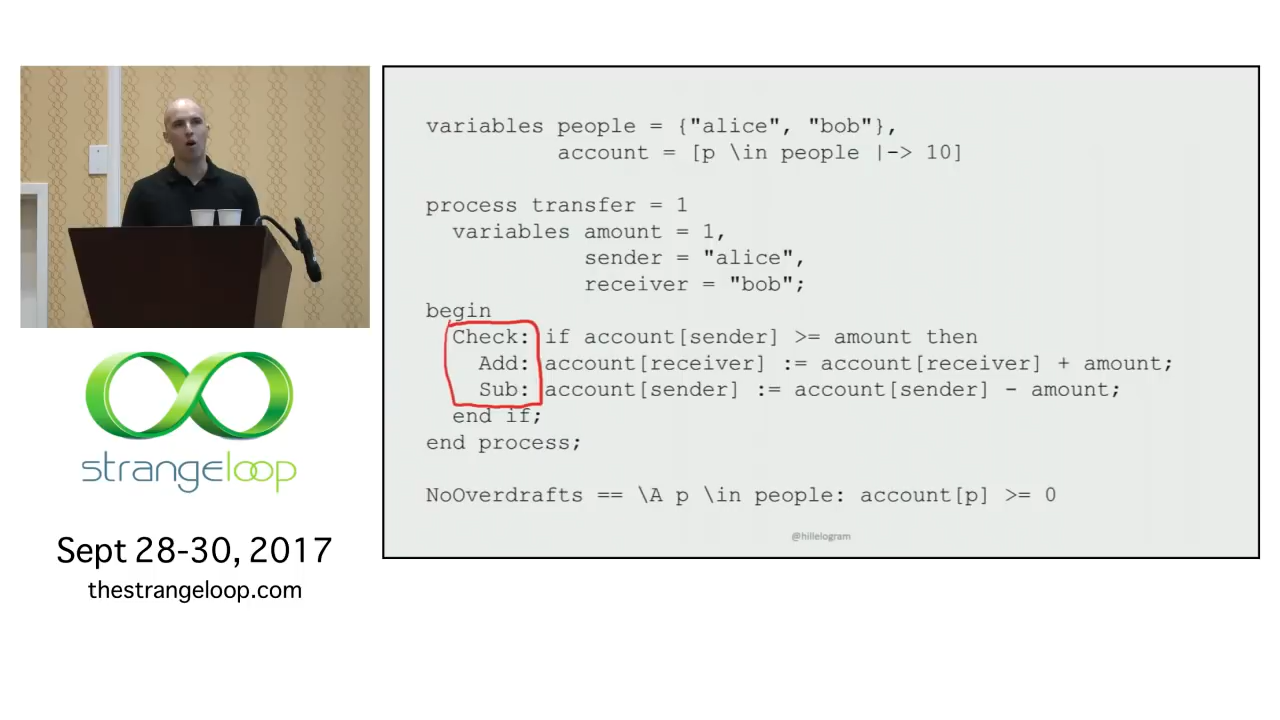 variables people = {"alice", "bob"},
account = [p \in people |-> 10]
process transfer = 1
variables amount = 1,
sender = "alice",
receiver = "bob";
begin
Check: if account[sender] >= amount then
Add: account[receiver] := account[receiver] + amount;
Sub: account[sender] := account[sender] - amount;
end if;
end process;
NoOverdrafts == \A p \in people: account[p] >= 0
@hillelogram
strangeloop
Sept 28-30, 2017
thestrangeloop.com